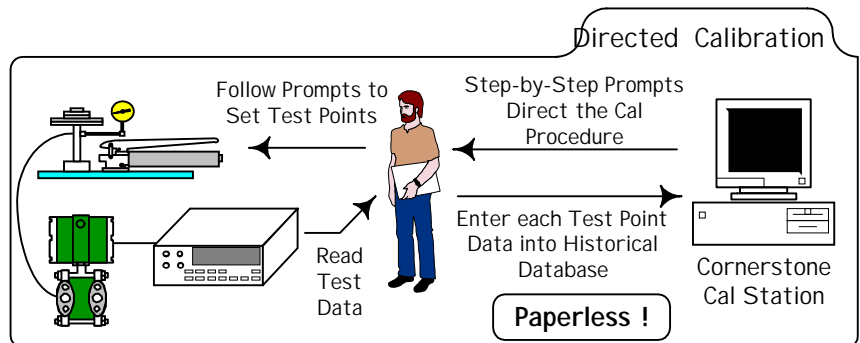 Directed Calibration
Follow Prompts to
Set Test Points
Step-by-Step Prompts
Direct the Cal
Procedure
Read
Test
Data
Enter each Test Point
Data into Historical
Database
Cornerstone
Cal Station
Paperless !